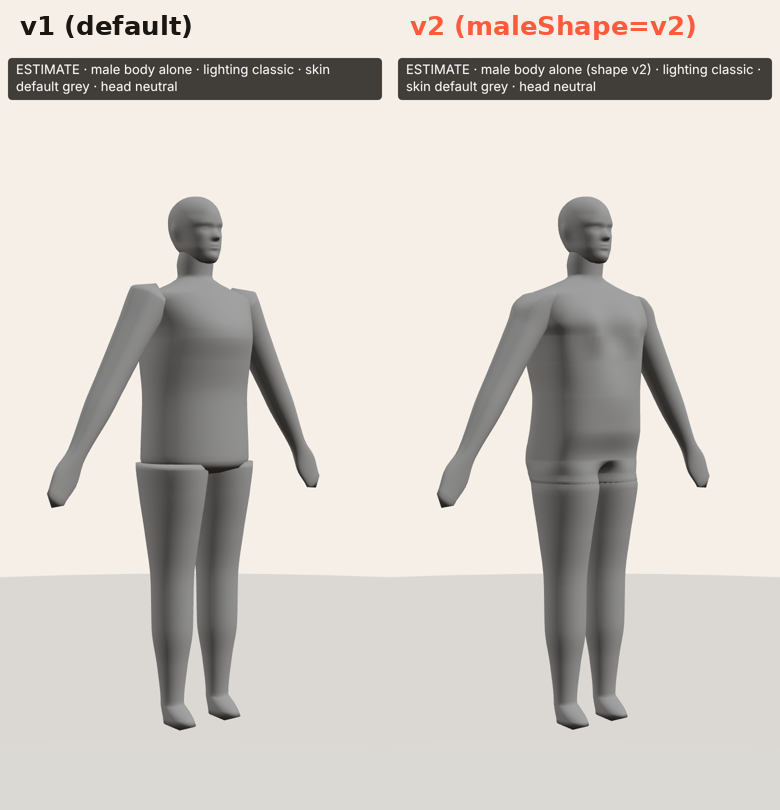 v1 (default)
v2 (maleShape=v2)
ESTIMATE · male body alone · lighting classic · skin
default grey · head neutral
ESTIMATE · male body alone (shape v2) · lighting classic ·
skin default grey · head neutral